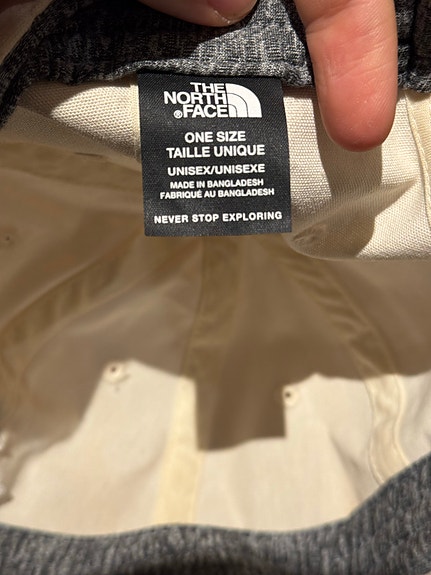 THE
NORTH
®FACE
ONE SIZE
TAILLE UNIQUE
UNISEX/UNISEXE
MADE IN BANGLADESH
FABRIQUÉ AU BANGLADESH
NEVER STOP EXPLORING